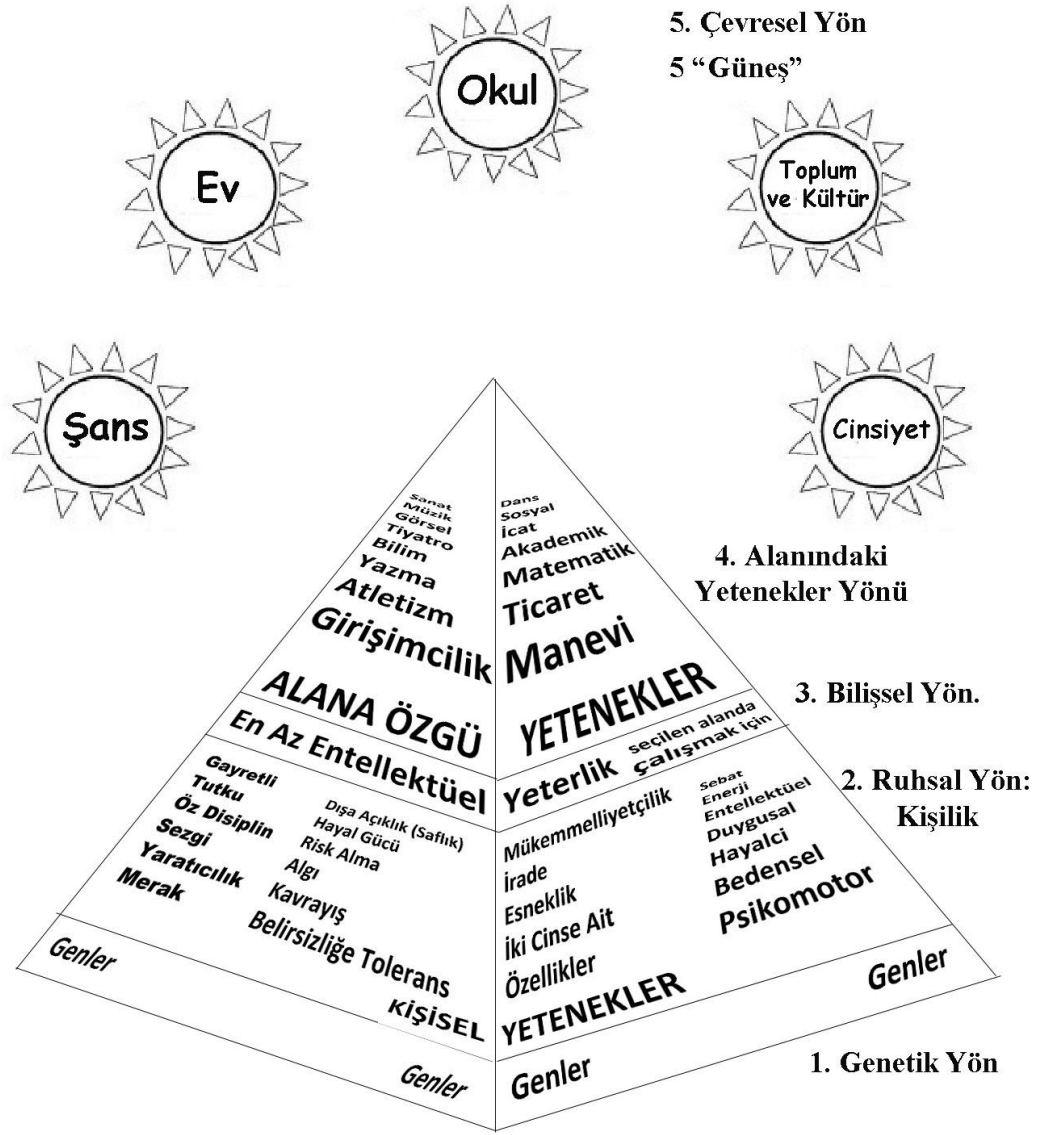 5. Çevresel Yön
5 “Güneş”
Okul
Ev
Toplum
ve Kültür
Şans
Cinsiyet
Sanat
Müzik
Görsel
Tiyatro
Bilim
Yazma
Atletizm
Girişimcilik
Dans
Sosyal
İcat
Akademik
Matematik
Ticaret
Manevi
4. Alanındaki
Yetenekler Yönü
ALANA ÖZGÜ
YETENEKLER
3. Bilişsel Yön.
En Az Entellektüel
Yeterlik
seçilen alanda
çalışmak için
2. Ruhsal Yön:
Kişilik
Gayretli
Tutku
Öz Disiplin
Sezgi
Yaratıcılık
Merak
Dışa Açıklık (Saflık)
Hayal Gücü
Risk Alma
Algı
Kavrayış
Belirsizliğe Tolerans
KİŞİSEL
Mükemmelliyetçilik
İrade
Esneklik
İki Cinse Ait
Özellikler
YETENEKLER
Sebat
Enerji
Entellektüel
Duygusal
Hayalci
Bedensel
Psikomotor
Genler
Genler
Genler
Genler
1. Genetik Yön